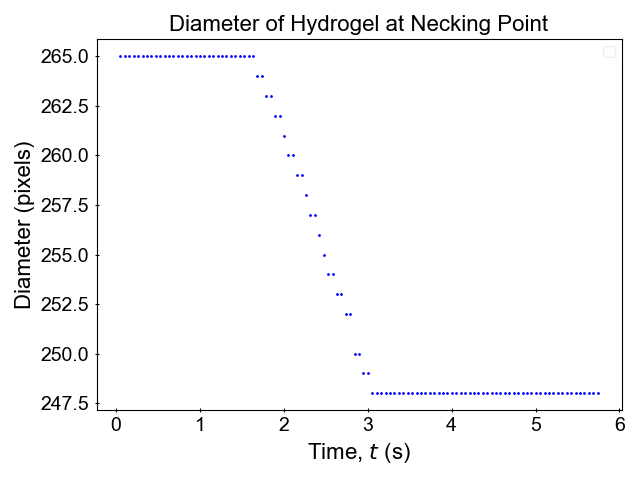 Diameter of Hydrogel at Necking Point
Diameter (pixels)
265.0
262.5
260.0
257.5
255.0
252.5
250.0
247.5
0 1 2 3 4 5 6
Time, t (s)